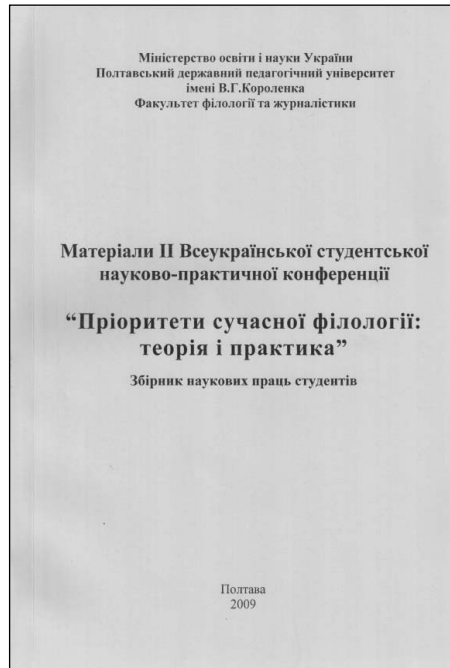 Міністерство освіти і науки України
Полтавський державний педагогічний університет
імені В.Г.Короленка
Факультет філології та журналістики
Матеріали ІІ Всеукраїнської студентської
науково-практичної конференції
“Пріоритети сучасної філології:
теорія і практика”
Збірник наукових праць студентів
Полтава
2009